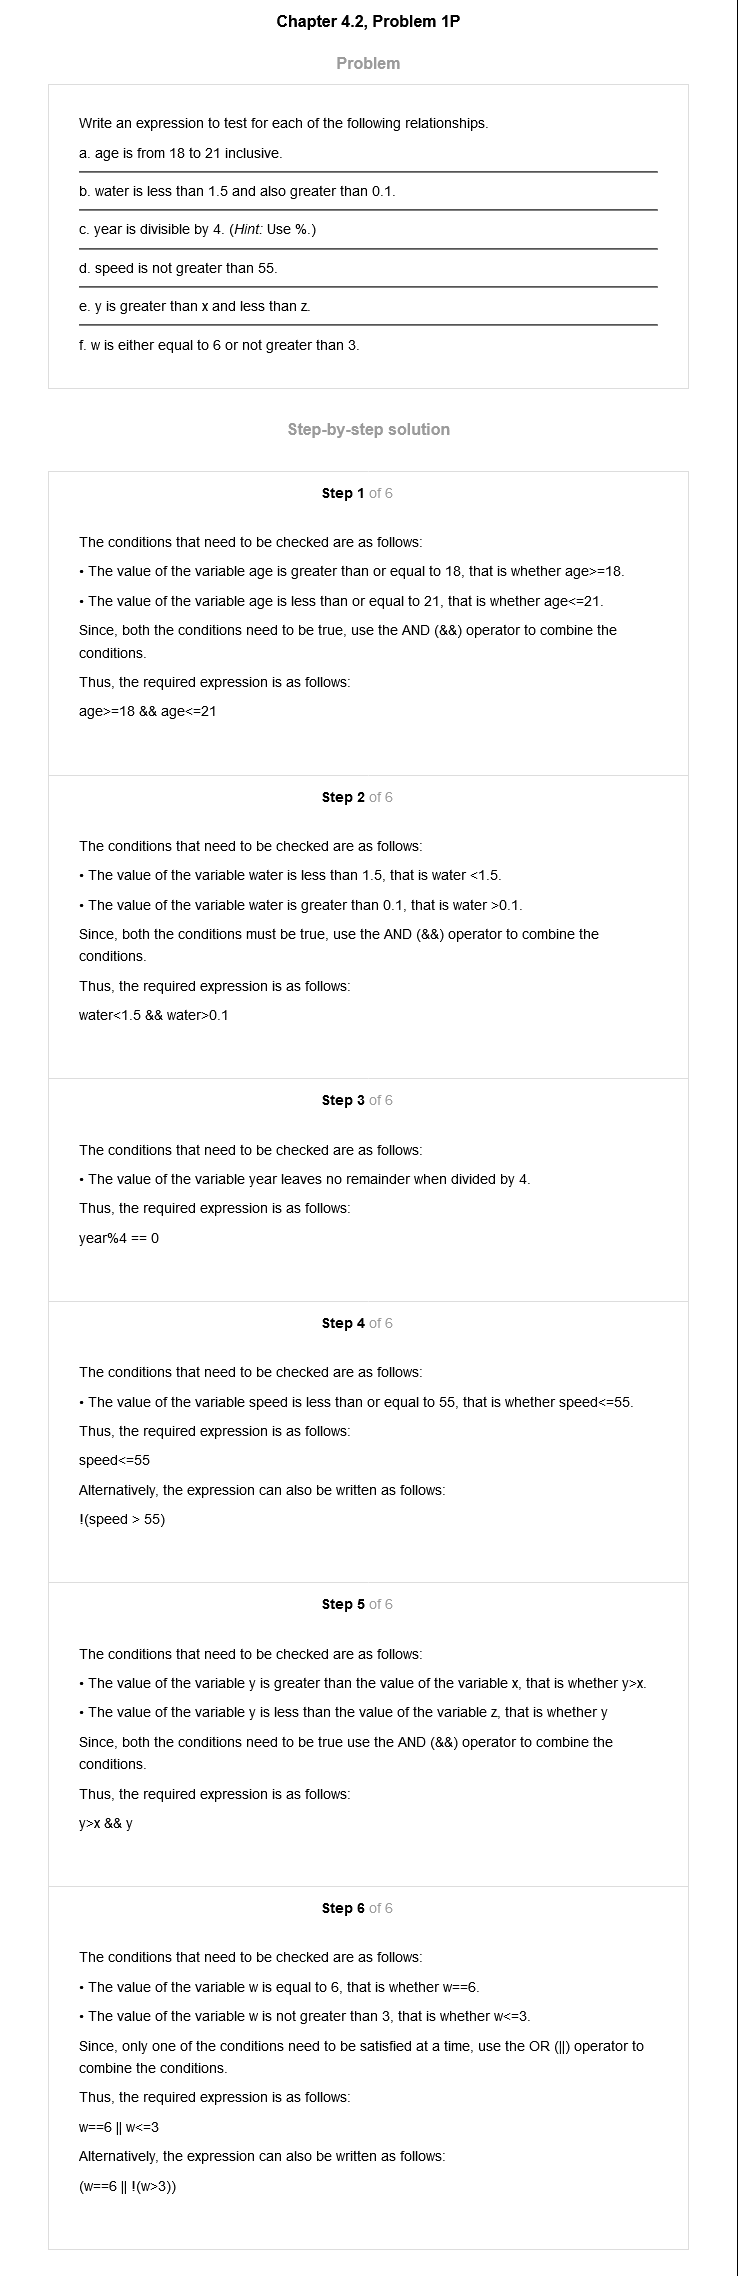 Chapter 4.2, Problem 1P
Problem
Write an expression to test for each of the following relationships.
a. age is from 18 to 21 inclusive.
b. water is less than 1.5 and also greater than 0.1.
c. year is divisible by 4. (Hint: Use %.)
d. speed is not greater than 55.
e. y is greater than x and less than z.
f. w is either equal to 6 or not greater than 3.
Step-by-step solution
Step 1 of 6
The conditions that need to be checked are as follows:
• The value of the variable age is greater than or equal to 18, that is whether age>=18.
• The value of the variable age is less than or equal to 21, that is whether age<=21.
Since, both the conditions need to be true, use the AND (&&) operator to combine the
conditions.
Thus, the required expression is as follows:
age>=18 && age<=21
Step 2 of 6
The conditions that need to be checked are as follows:
• The value of the variable water is less than 1.5, that is water <1.5.
• The value of the variable water is greater than 0.1, that is water >0.1.
Since, both the conditions must be true, use the AND (&&) operator to combine the
conditions.
Thus, the required expression is as follows:
water<1.5 && water>0.1
Step 3 of 6
The conditions that need to be checked are as follows:
• The value of the variable year leaves no remainder when divided by 4.
Thus, the required expression is as follows:
year%4 == 0
Step 4 of 6
The conditions that need to be checked are as follows:
• The value of the variable speed is less than or equal to 55, that is whether speed<=55.
Thus, the required expression is as follows:
speed<=55
Alternatively, the expression can also be written as follows:
!(speed > 55)
Step 5 of 6
The conditions that need to be checked are as follows:
• The value of the variable y is greater than the value of the variable x, that is whether y>x.
• The value of the variable y is less than the value of the variable z, that is whether y
Since, both the conditions need to be true use the AND (&&) operator to combine the
conditions.
Thus, the required expression is as follows:
y>x && y
Step 6 of 6
The conditions that need to be checked are as follows:
• The value of the variable w is equal to 6, that is whether w==6.
• The value of the variable w is not greater than 3, that is whether w<=3.
Since, only one of the conditions need to be satisfied at a time, use the OR (||) operator to
combine the conditions.
Thus, the required expression is as follows:
w==6 || w<=3
Alternatively, the expression can also be written as follows:
(w==6 || !(w>3))